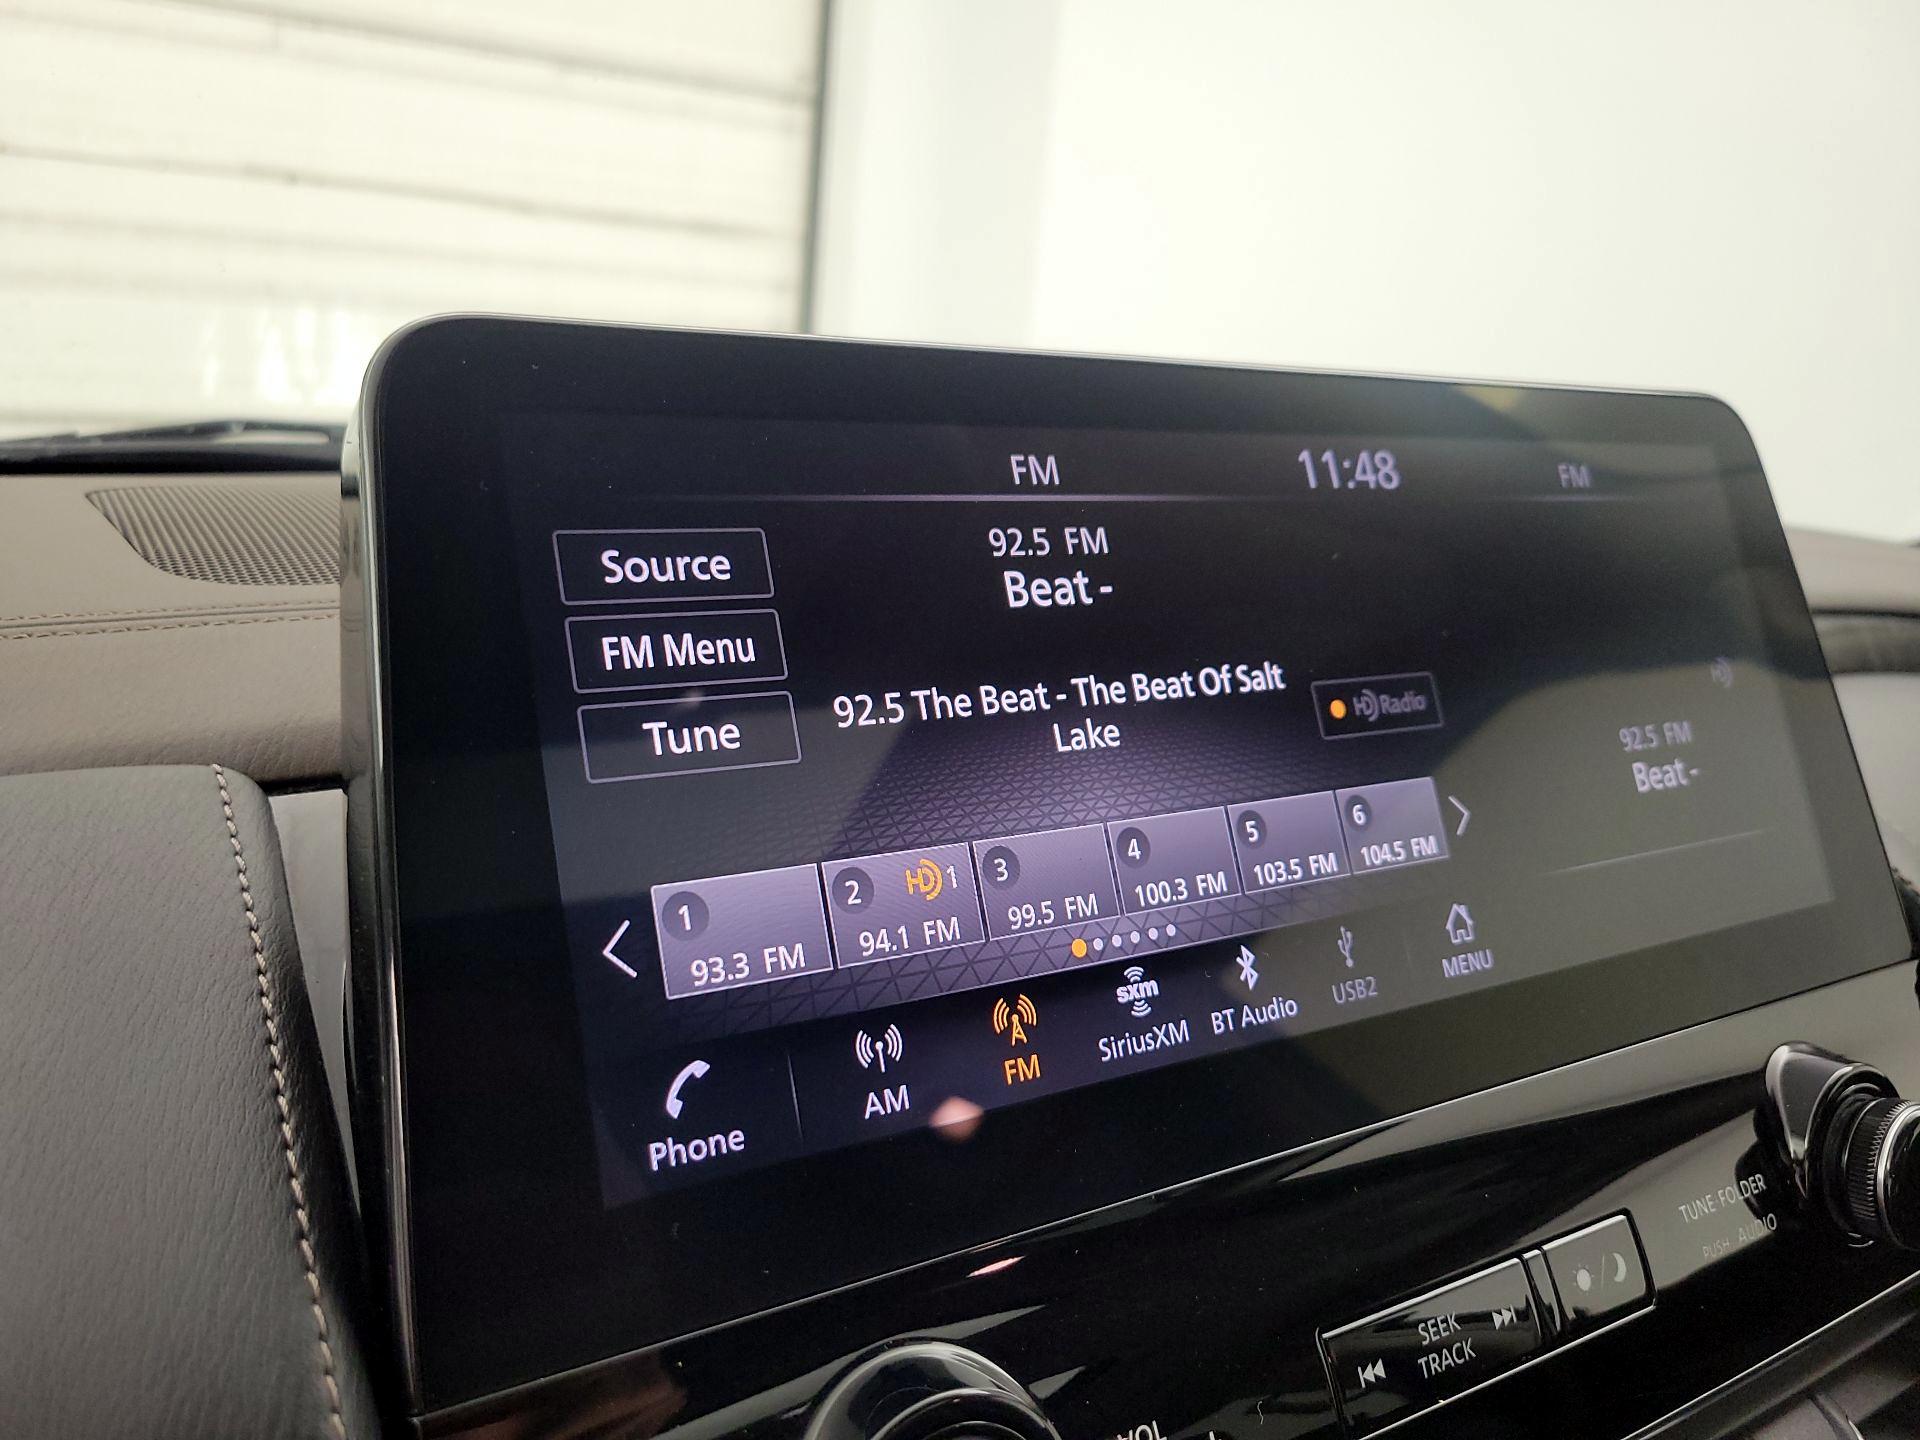 FM
11:48
FM
Source
92.5 FM
Beat -
FM Menu
Tune
92.5 The Beat - The Beat Of Salt
Lake
HD Radio
HD
92.5 FM
Beat -
1
93.3 FM
2 HD 1
94.1 FM
3
99.5 FM
4
100.3 FM
5
103.5 FM
6
104.5 FM
Phone
AM
FM
sxm
SiriusXM
BT Audio
USB2
MENU
TUNE·FOLDER
PUSH AUDIO
SEEK
TRACK
VOL